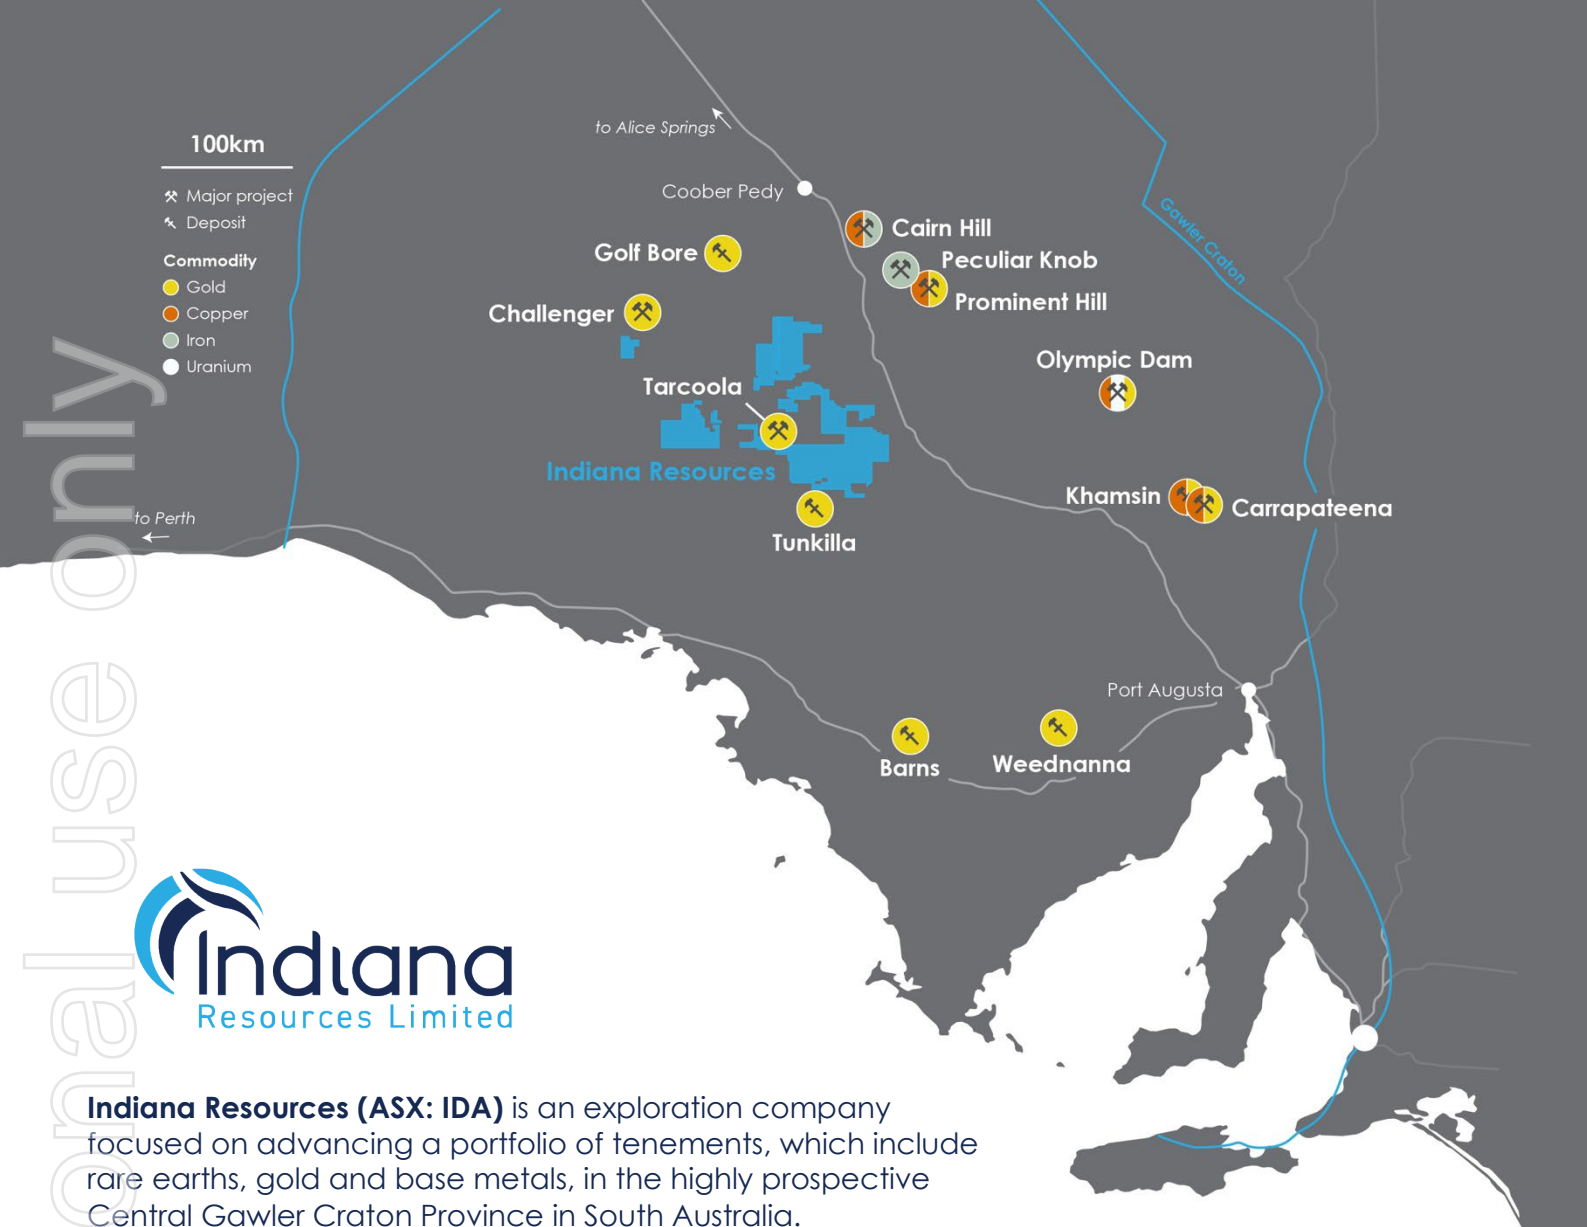 100km
Major project
Deposit
Commodity
Gold
Copper
Iron
Uranium
to Alice Springs
Coober Pedy
Cairn Hill
Golf Bore
Peculiar Knob
Prominent Hill
Challenger
Gawler Craton
Olympic Dam
Tarcoola
Indiana Resources
Khamsin
Carrapateena
to Perth
Tunkilla
Port Augusta
Barns
Weednanna
Indiana
Resources Limited
Indiana Resources (ASX: IDA) is an exploration company
focused on advancing a portfolio of tenements, which include
rare earths, gold and base metals, in the highly prospective
Central Gawler Craton Province in South Australia.
onal use only